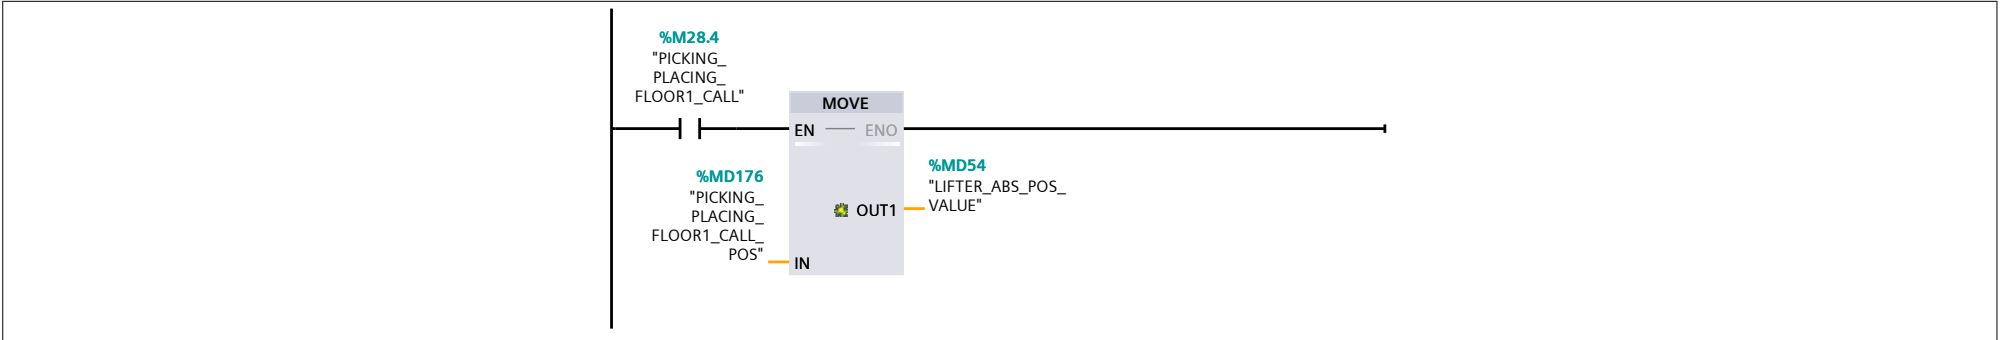 %M28.4
"PICKING_
PLACING_
FLOOR1_CALL"
MOVE
EN
ENO
%MD176
"PICKING_
PLACING_
FLOOR1_CALL_
POS"
IN
OUT1
%MD54
"LIFTER_ABS_POS_
VALUE"